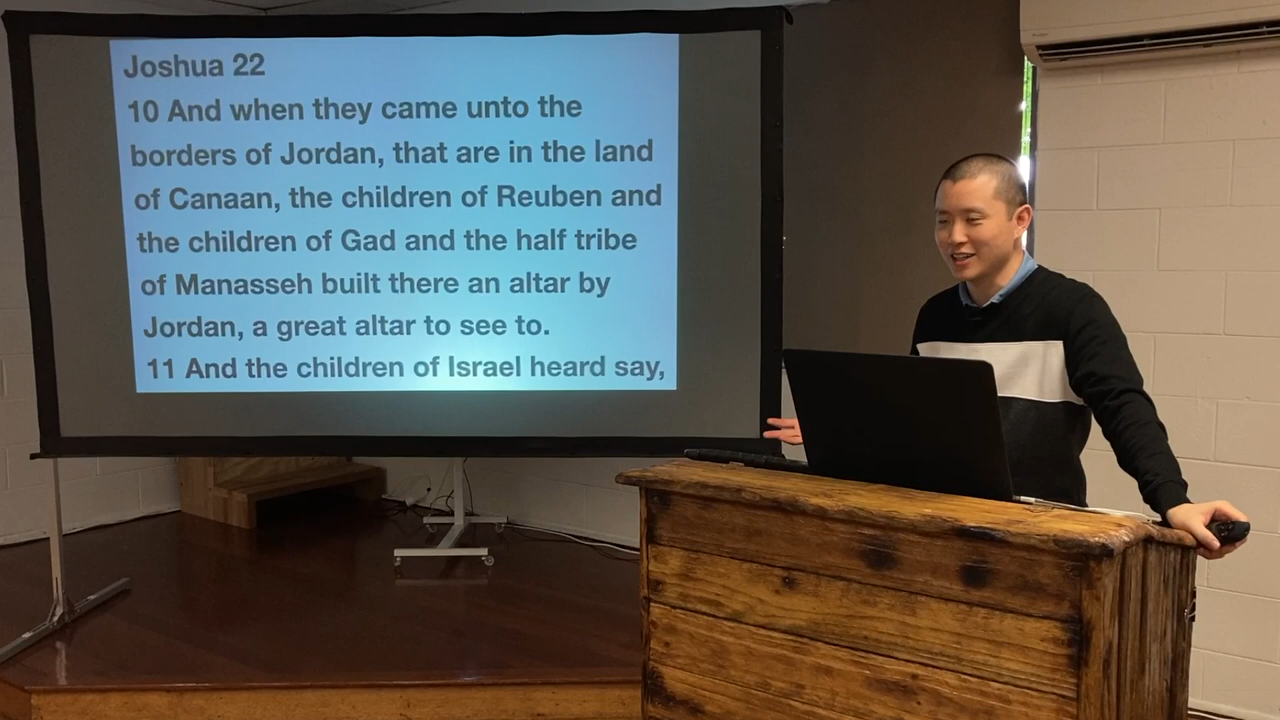 Joshua 22
10 And when they came unto the
borders of Jordan, that are in the land
of Canaan, the children of Reuben and
the children of Gad and the half tribe
of Manasseh built there an altar by
Jordan, a great altar to see to.
11 And the children of Israel heard say,